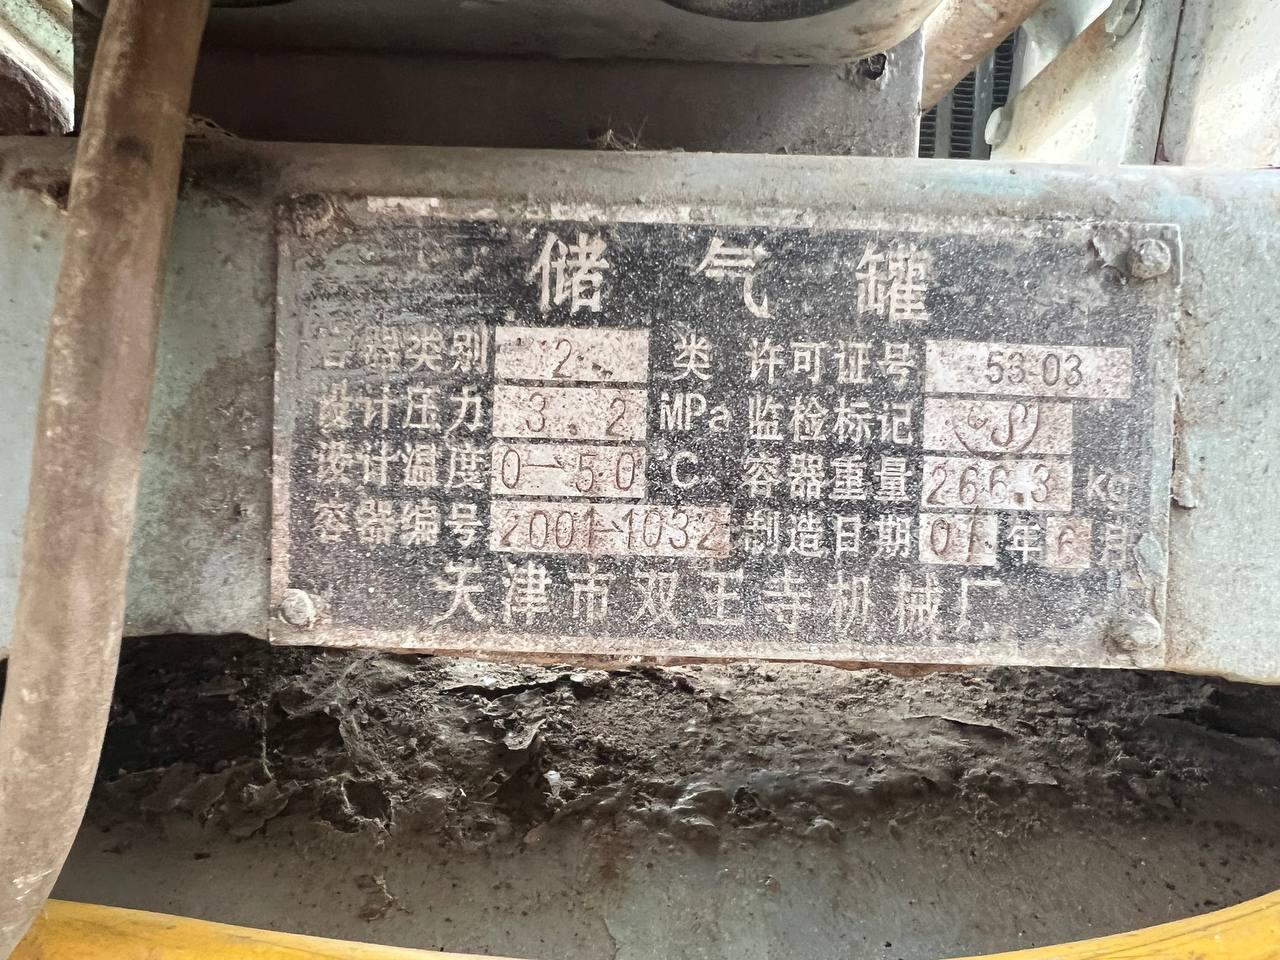 储气罐
容器类别 2 类 许可证号 53-03
设计压力 3.2 MPa 监检标记 CS
设计温度 0—50 ℃ 容器重量 266.3 Kg
容器编号 2001-1032 制造日期 01 年 6 月
天津市双王寺机械厂